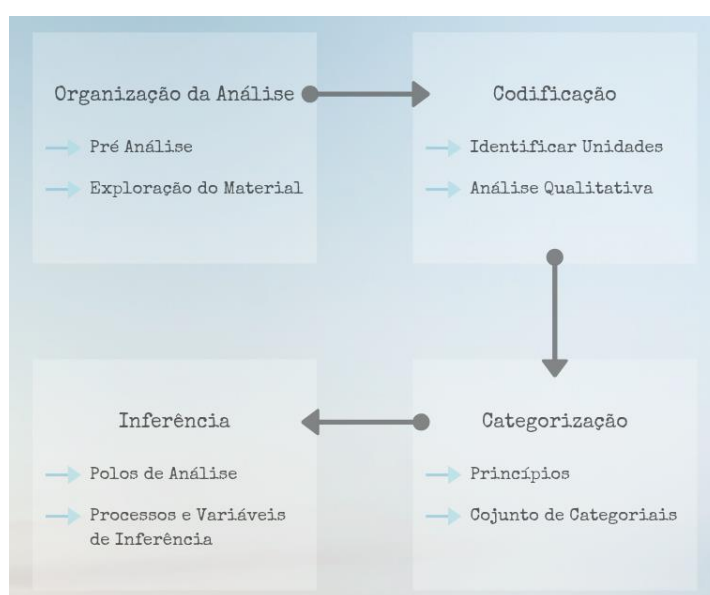 Organização da Análise
Pré Análise
Exploração do Material
Codificação
Identificar Unidades
Análise Qualitativa
Inferência
Polos de Análise
Processos e Variáveis
de Inferência
Categorização
Princípios
Cojunto de Categoriais